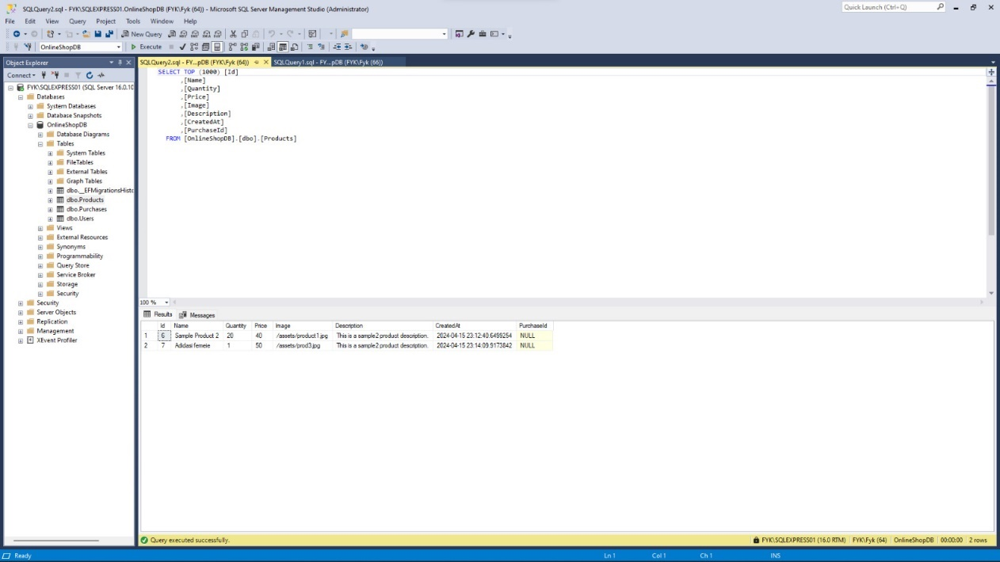 SQLQuery2.sql - FYK\SQLEXPRESS01.OnlineShopDB (FYK\Fyk (64)) - Microsoft SQL Server Management Studio (Administrator)
Quick Launch (Ctrl+Q)
File Edit View Query Project Tools Window Help
New Query
OnlineShopDB
Execute
Object Explorer
Connect
FYK\SQLEXPRESS01 (SQL Server 16.0.10
Databases
System Databases
Database Snapshots
OnlineShopDB
Database Diagrams
Tables
System Tables
FileTables
External Tables
Graph Tables
dbo.__EFMigrationsHisto
dbo.Products
dbo.Purchases
dbo.Users
Views
External Resources
Synonyms
Programmability
Query Store
Service Broker
Storage
Security
Security
Server Objects
Replication
Management
XEvent Profiler
SQLQuery2.sql - FY...pDB (FYK\Fyk (64)) SQLQuery1.sql - FY...pDB (FYK\Fyk (66))
SELECT TOP (1000) [Id]
,[Name]
,[Quantity]
,[Price]
,[Image]
,[Description]
,[CreatedAt]
,[PurchaseId]
FROM [OnlineShopDB].[dbo].[Products]
100 %
Results Messages
Id Name Quantity Price Image Description CreatedAt PurchaseId
1 6 Sample Product 2 20 40 /assets/product1.jpg This is a sample2 product description. 2024-04-15 23:12:40.6499254 NULL
2 7 Adidasi femeie 1 50 /assets/prod3.jpg This is a sample2 product description. 2024-04-15 23:14:09.9173842 NULL
Query executed successfully.
FYK\SQLEXPRESS01 (16.0 RTM) FYK\Fyk (64) OnlineShopDB 00:00:00 2 rows
Ready Ln 1 Col 1 Ch 1 INS